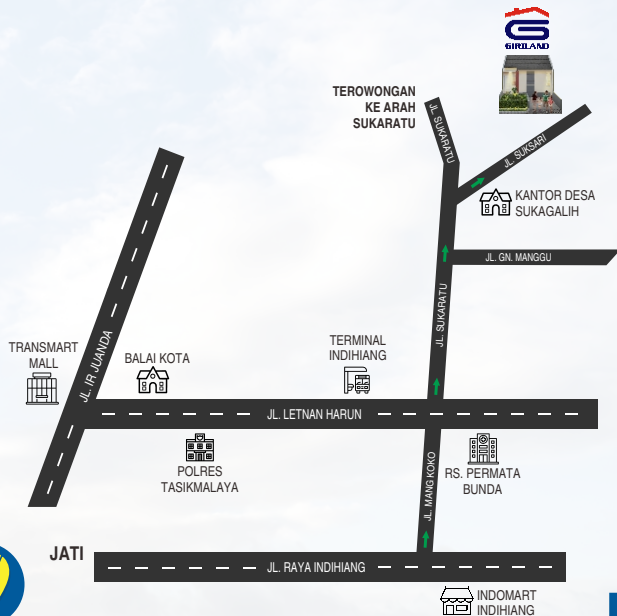 GIRILAND
TEROWONGAN
KE ARAH
SUKARATU
JL SUKARATU
JL. SUKSARI
KANTOR DESA
SUKAGALIH
JL. GN. MANGGU
JL. SUKARATU
TRANSMART
MALL
JL. IR JUANDA
BALAI KOTA
TERMINAL
INDIHIANG
JL. LETNAN HARUN
POLRES
TASIKMALAYA
JL. MANG KOKO
RS. PERMATA
BUNDA
JATI
JL. RAYA INDIHIANG
INDOMART
INDIHIANG